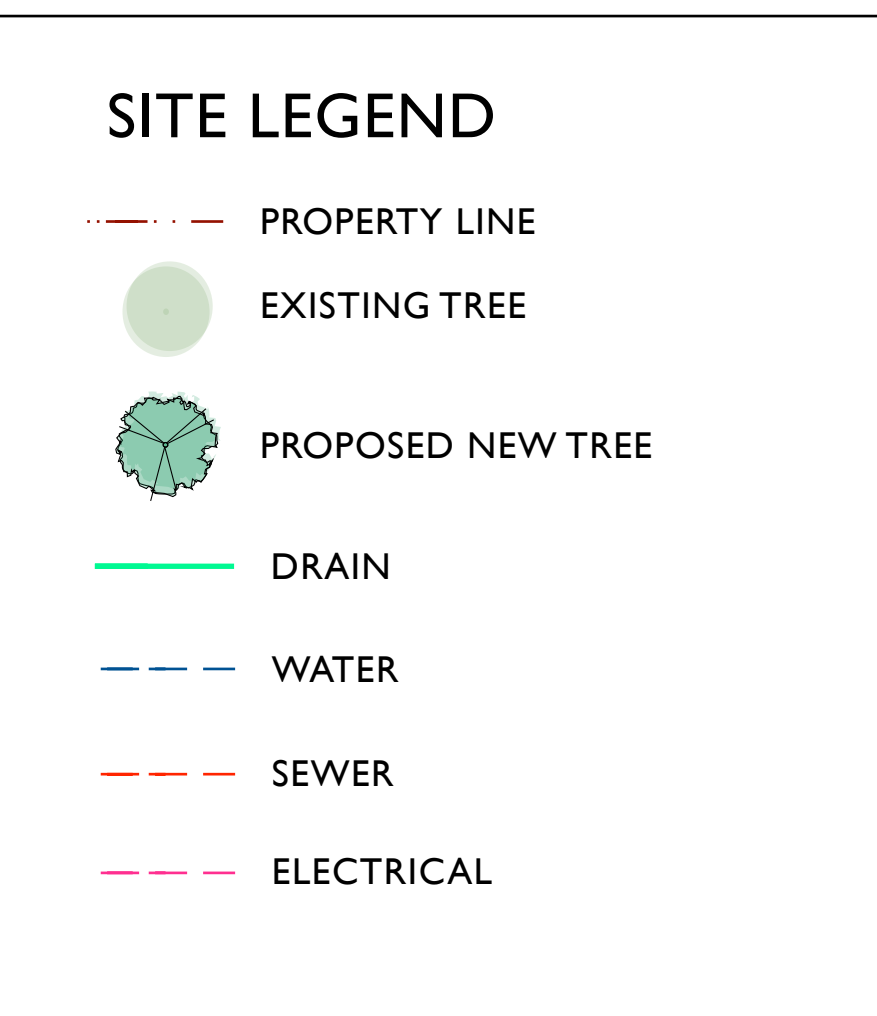 SITE LEGEND
PROPERTY LINE
EXISTING TREE
PROPOSED NEW TREE
DRAIN
WATER
SEWER
ELECTRICAL